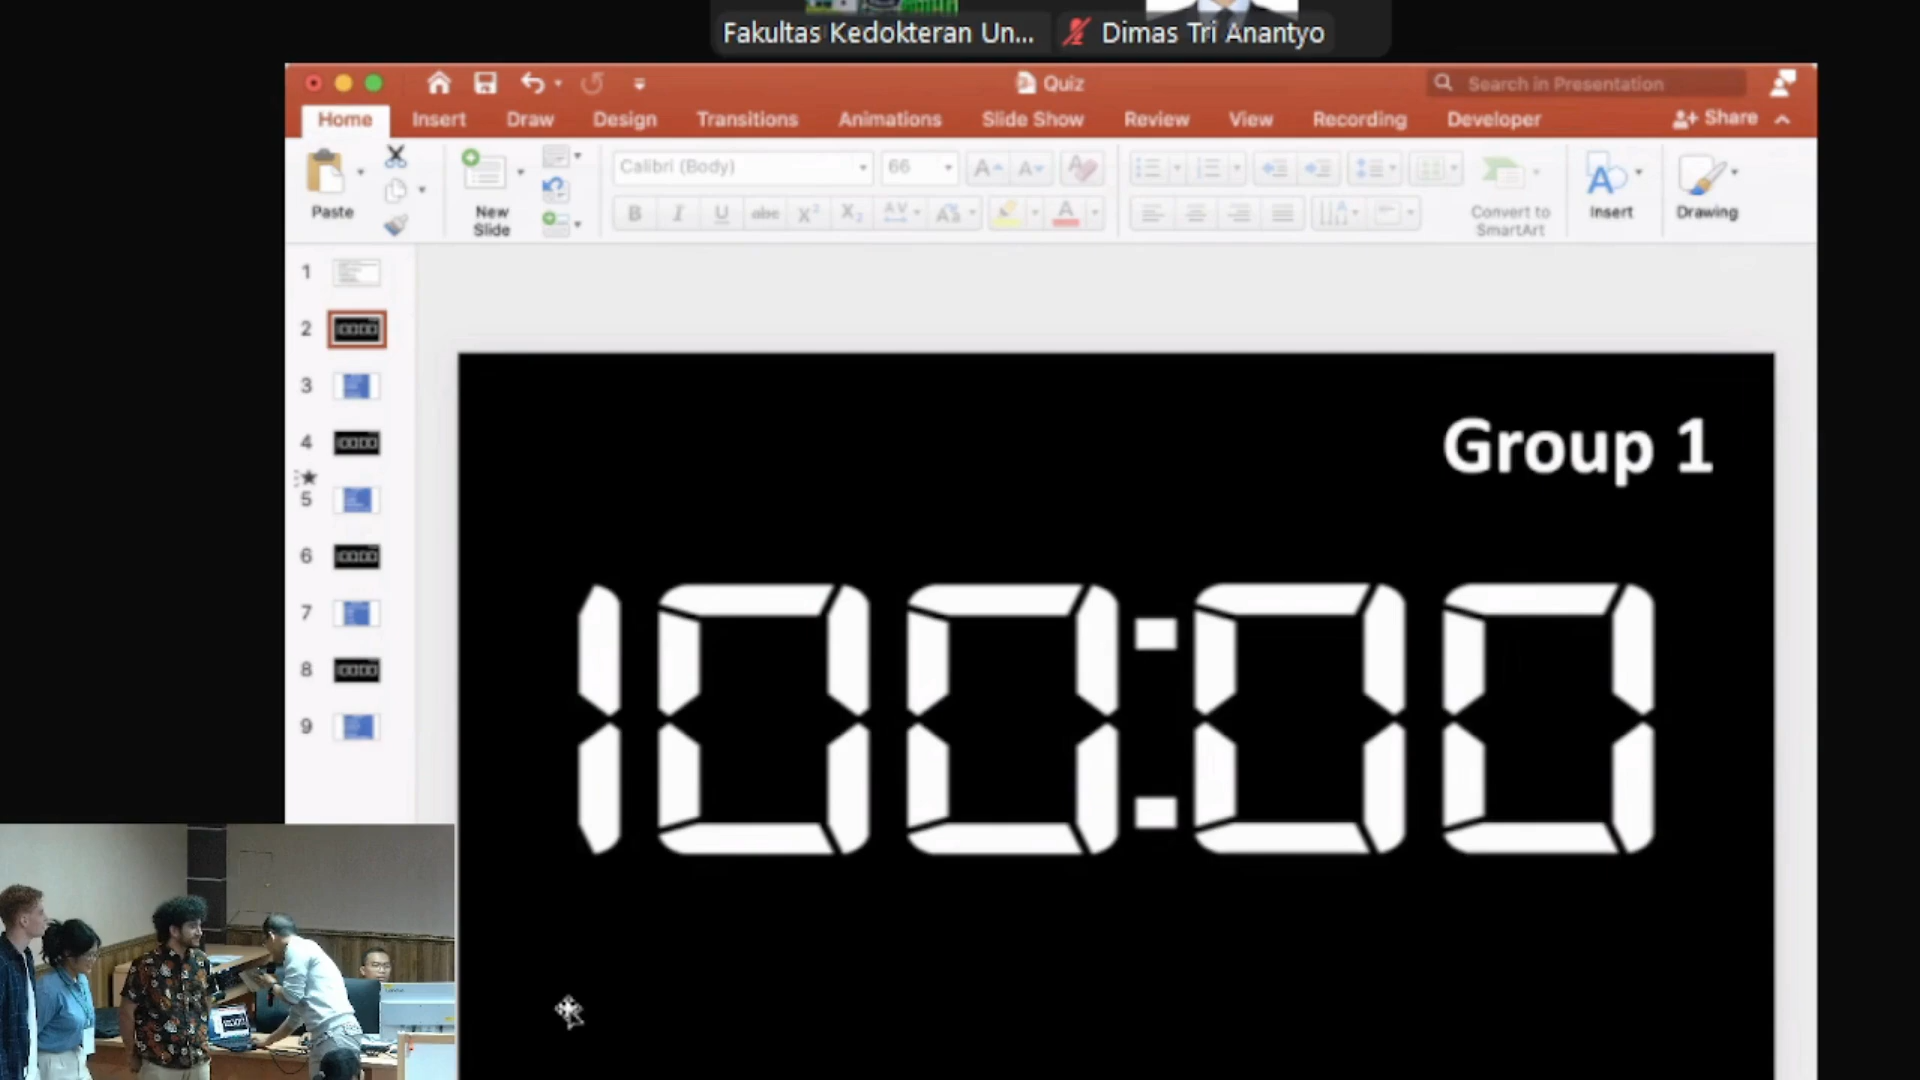 Fakultas Kedokteran Un...
Dimas Tri Anantyo
Quiz
Search in Presentation
Home
Insert
Draw
Design
Transitions
Animations
Slide Show
Review
View
Recording
Developer
Share
Paste
New
Slide
Calibri (Body)
66
Convert to
SmartArt
Insert
Drawing
1
2
3
4
5
6
7
8
9
Group 1
100:00